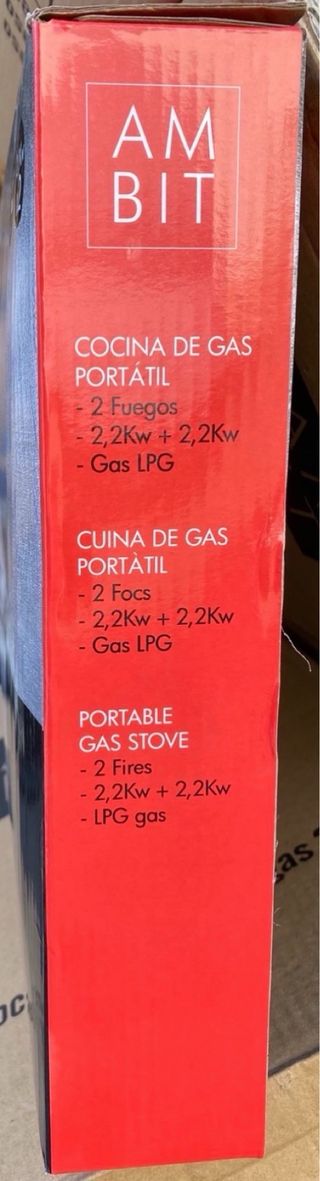 AM
BIT
COCINA DE GAS
PORTÁTIL
- 2 Fuegos
- 2,2Kw + 2,2Kw
- Gas LPG
CUINA DE GAS
PORTÀTIL
- 2 Focs
- 2,2Kw + 2,2Kw
- Gas LPG
PORTABLE
GAS STOVE
- 2 Fires
- 2,2Kw + 2,2Kw
- LPG gas